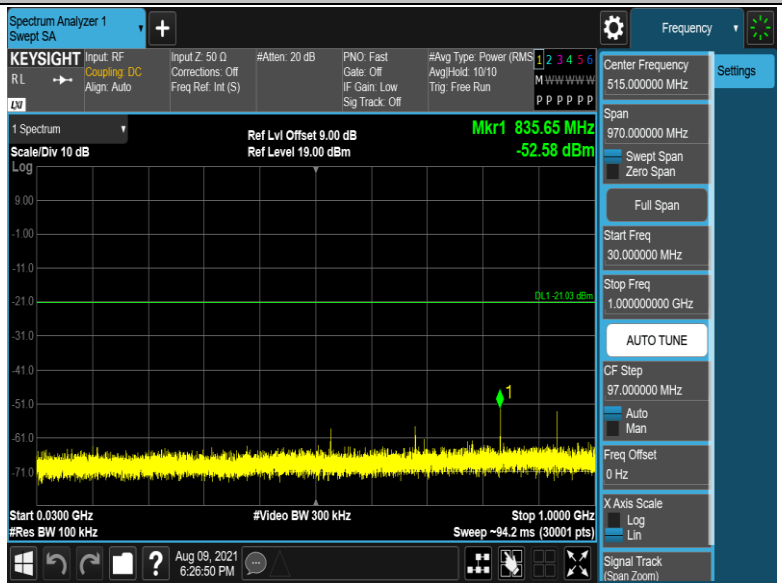 Spectrum Analyzer 1
Swept SA
Frequency
KEYSIGHT
RL
LXI
Input: RF
Coupling: DC
Align: Auto
Input Z: 50 Ω
Corrections: Off
Freq Ref: Int (S)
#Atten: 20 dB
PNO: Fast
Gate: Off
IF Gain: Low
Sig Track: Off
#Avg Type: Power (RMS
Avg|Hold: 10/10
Trig: Free Run
1 2 3 4 5 6
M W W W W W
P P P P P P
1 Spectrum
Scale/Div 10 dB
Log
Ref Lvl Offset 9.00 dB
Ref Level 19.00 dBm
Mkr1 835.65 MHz
-52.58 dBm
9.00
-1.00
-11.0
-21.0
DL1 -21.03 dBm
-31.0
-41.0
-51.0
1
-61.0
-71.0
Start 0.0300 GHz
#Res BW 100 kHz
#Video BW 300 kHz
Stop 1.0000 GHz
Sweep ~94.2 ms (30001 pts)
Center Frequency
515.000000 MHz
Settings
Span
970.000000 MHz
Swept Span
Zero Span
Full Span
Start Freq
30.000000 MHz
Stop Freq
1.000000000 GHz
AUTO TUNE
CF Step
97.000000 MHz
Auto
Man
Freq Offset
0 Hz
X Axis Scale
Log
Lin
Signal Track
(Span Zoom)
?
Aug 09, 2021
6:26:50 PM